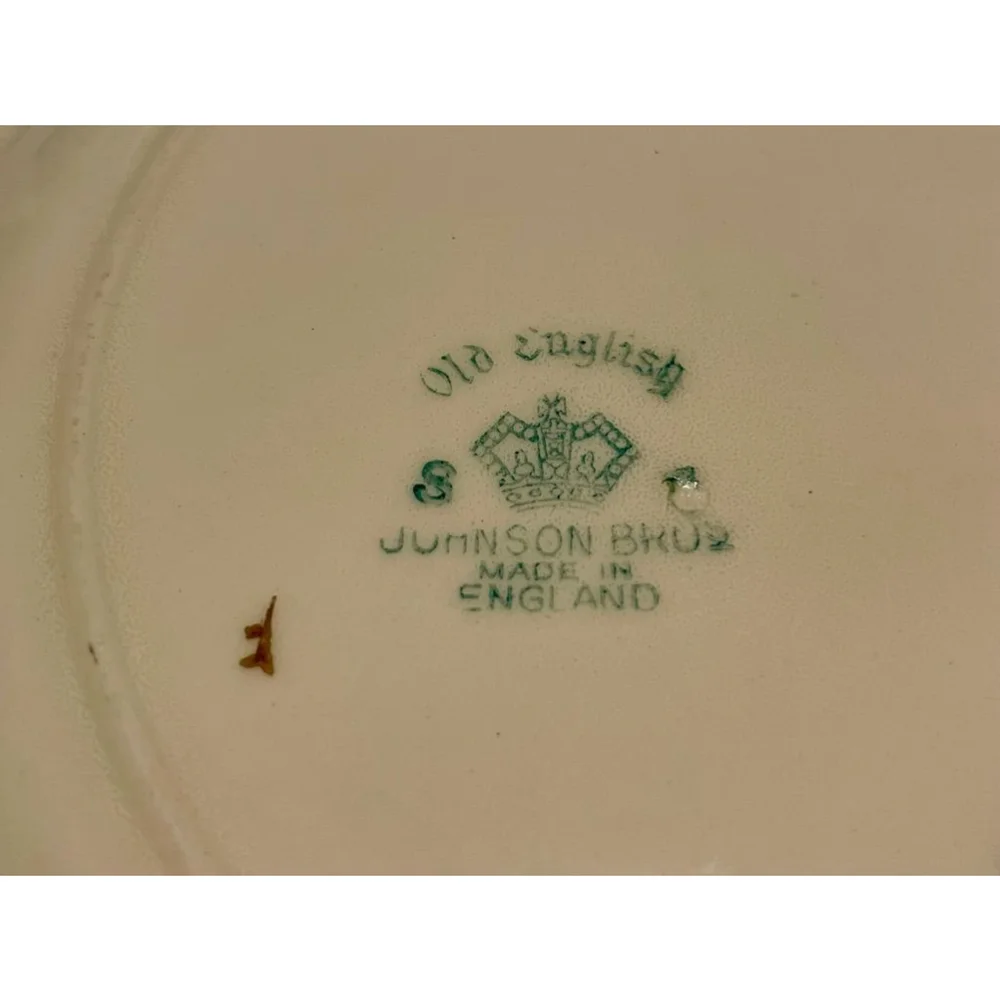 Old English
S
JOHNSON BROS
MADE IN
ENGLAND